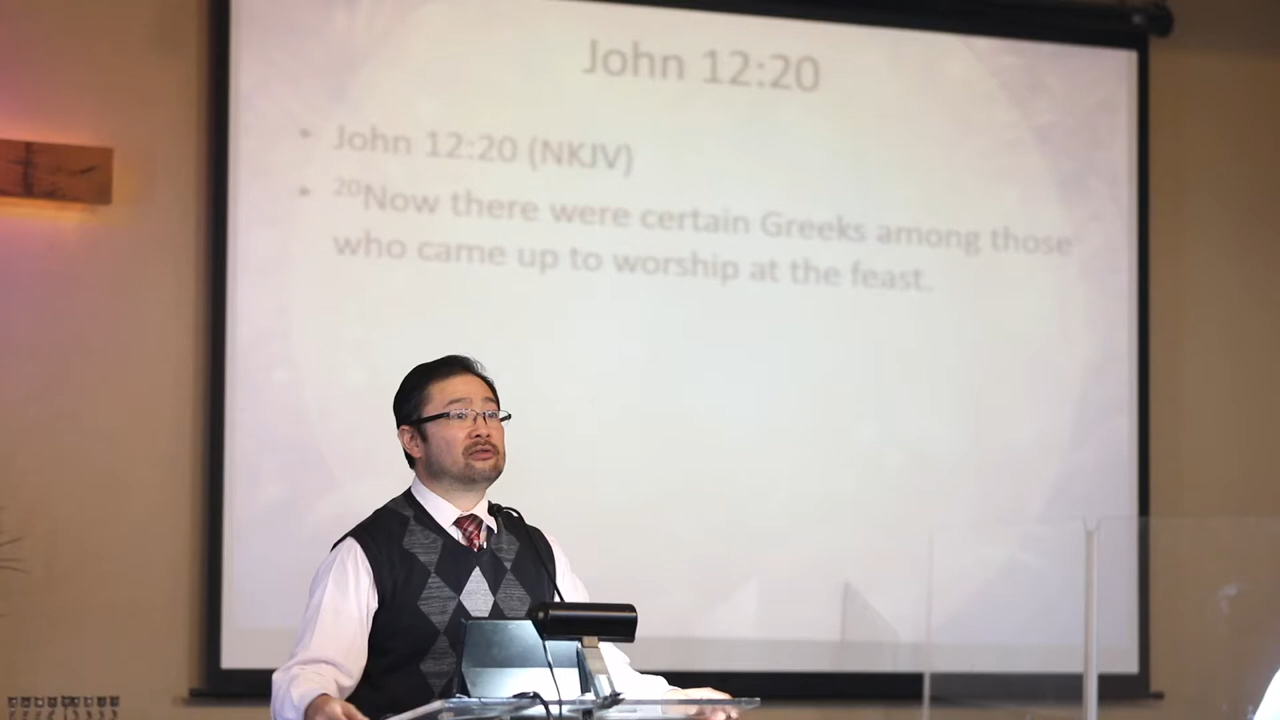 John 12:20
• John 12:20 (NKJV)
• ²⁰Now there were certain Greeks among those
who came up to worship at the feast.